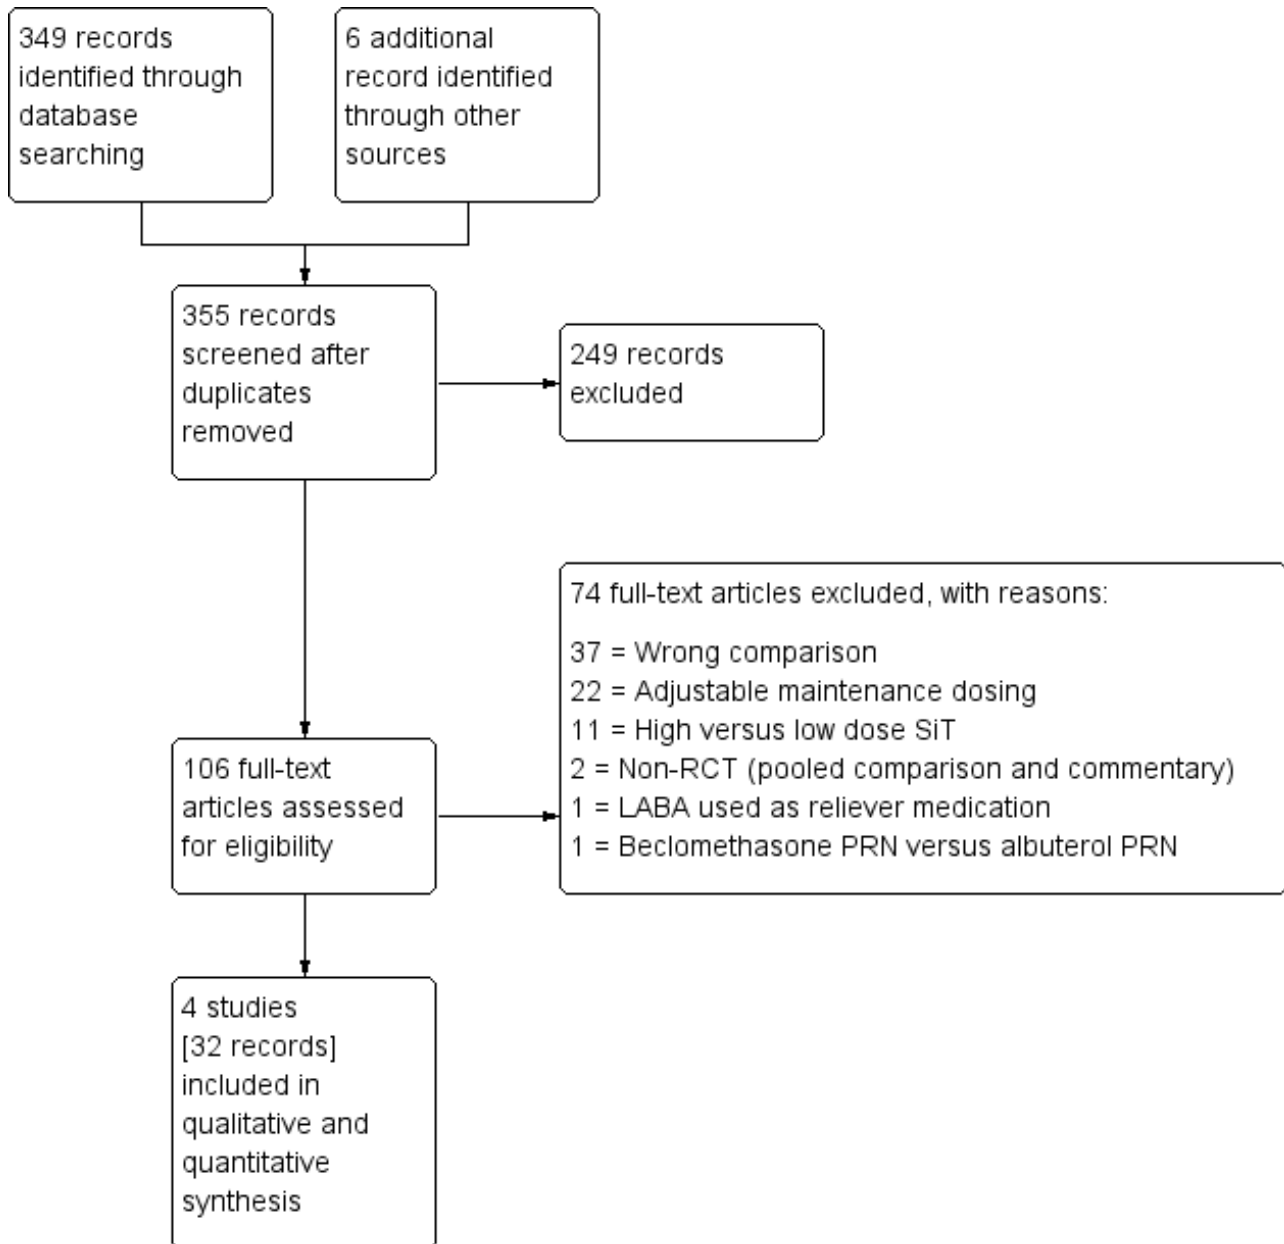 349 records
identified through
database
searching
6 additional
record identified
through other
sources
355 records
screened after
duplicates
removed
249 records
excluded
106 full-text
articles assessed
for eligibility
74 full-text articles excluded, with reasons:
37 = Wrong comparison
22 = Adjustable maintenance dosing
11 = High versus low dose SiT
2 = Non-RCT (pooled comparison and commentary)
1 = LABA used as reliever medication
1 = Beclomethasone PRN versus albuterol PRN
4 studies
[32 records]
included in
qualitative and
quantitative
synthesis